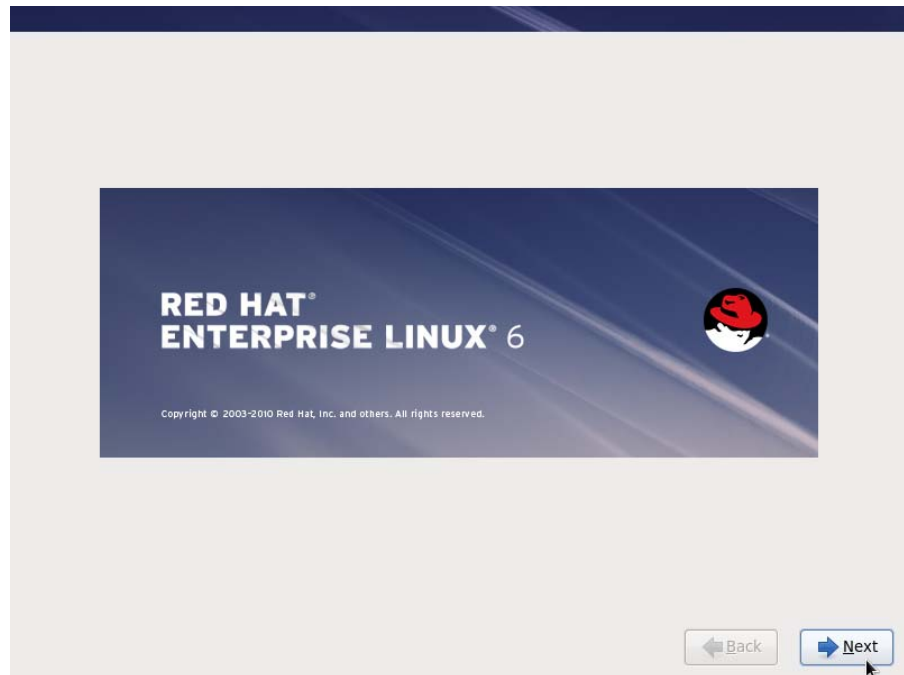 RED HAT®
ENTERPRISE LINUX® 6
Copyright © 2003-2010 Red Hat, Inc. and others. All rights reserved.
Back
Next